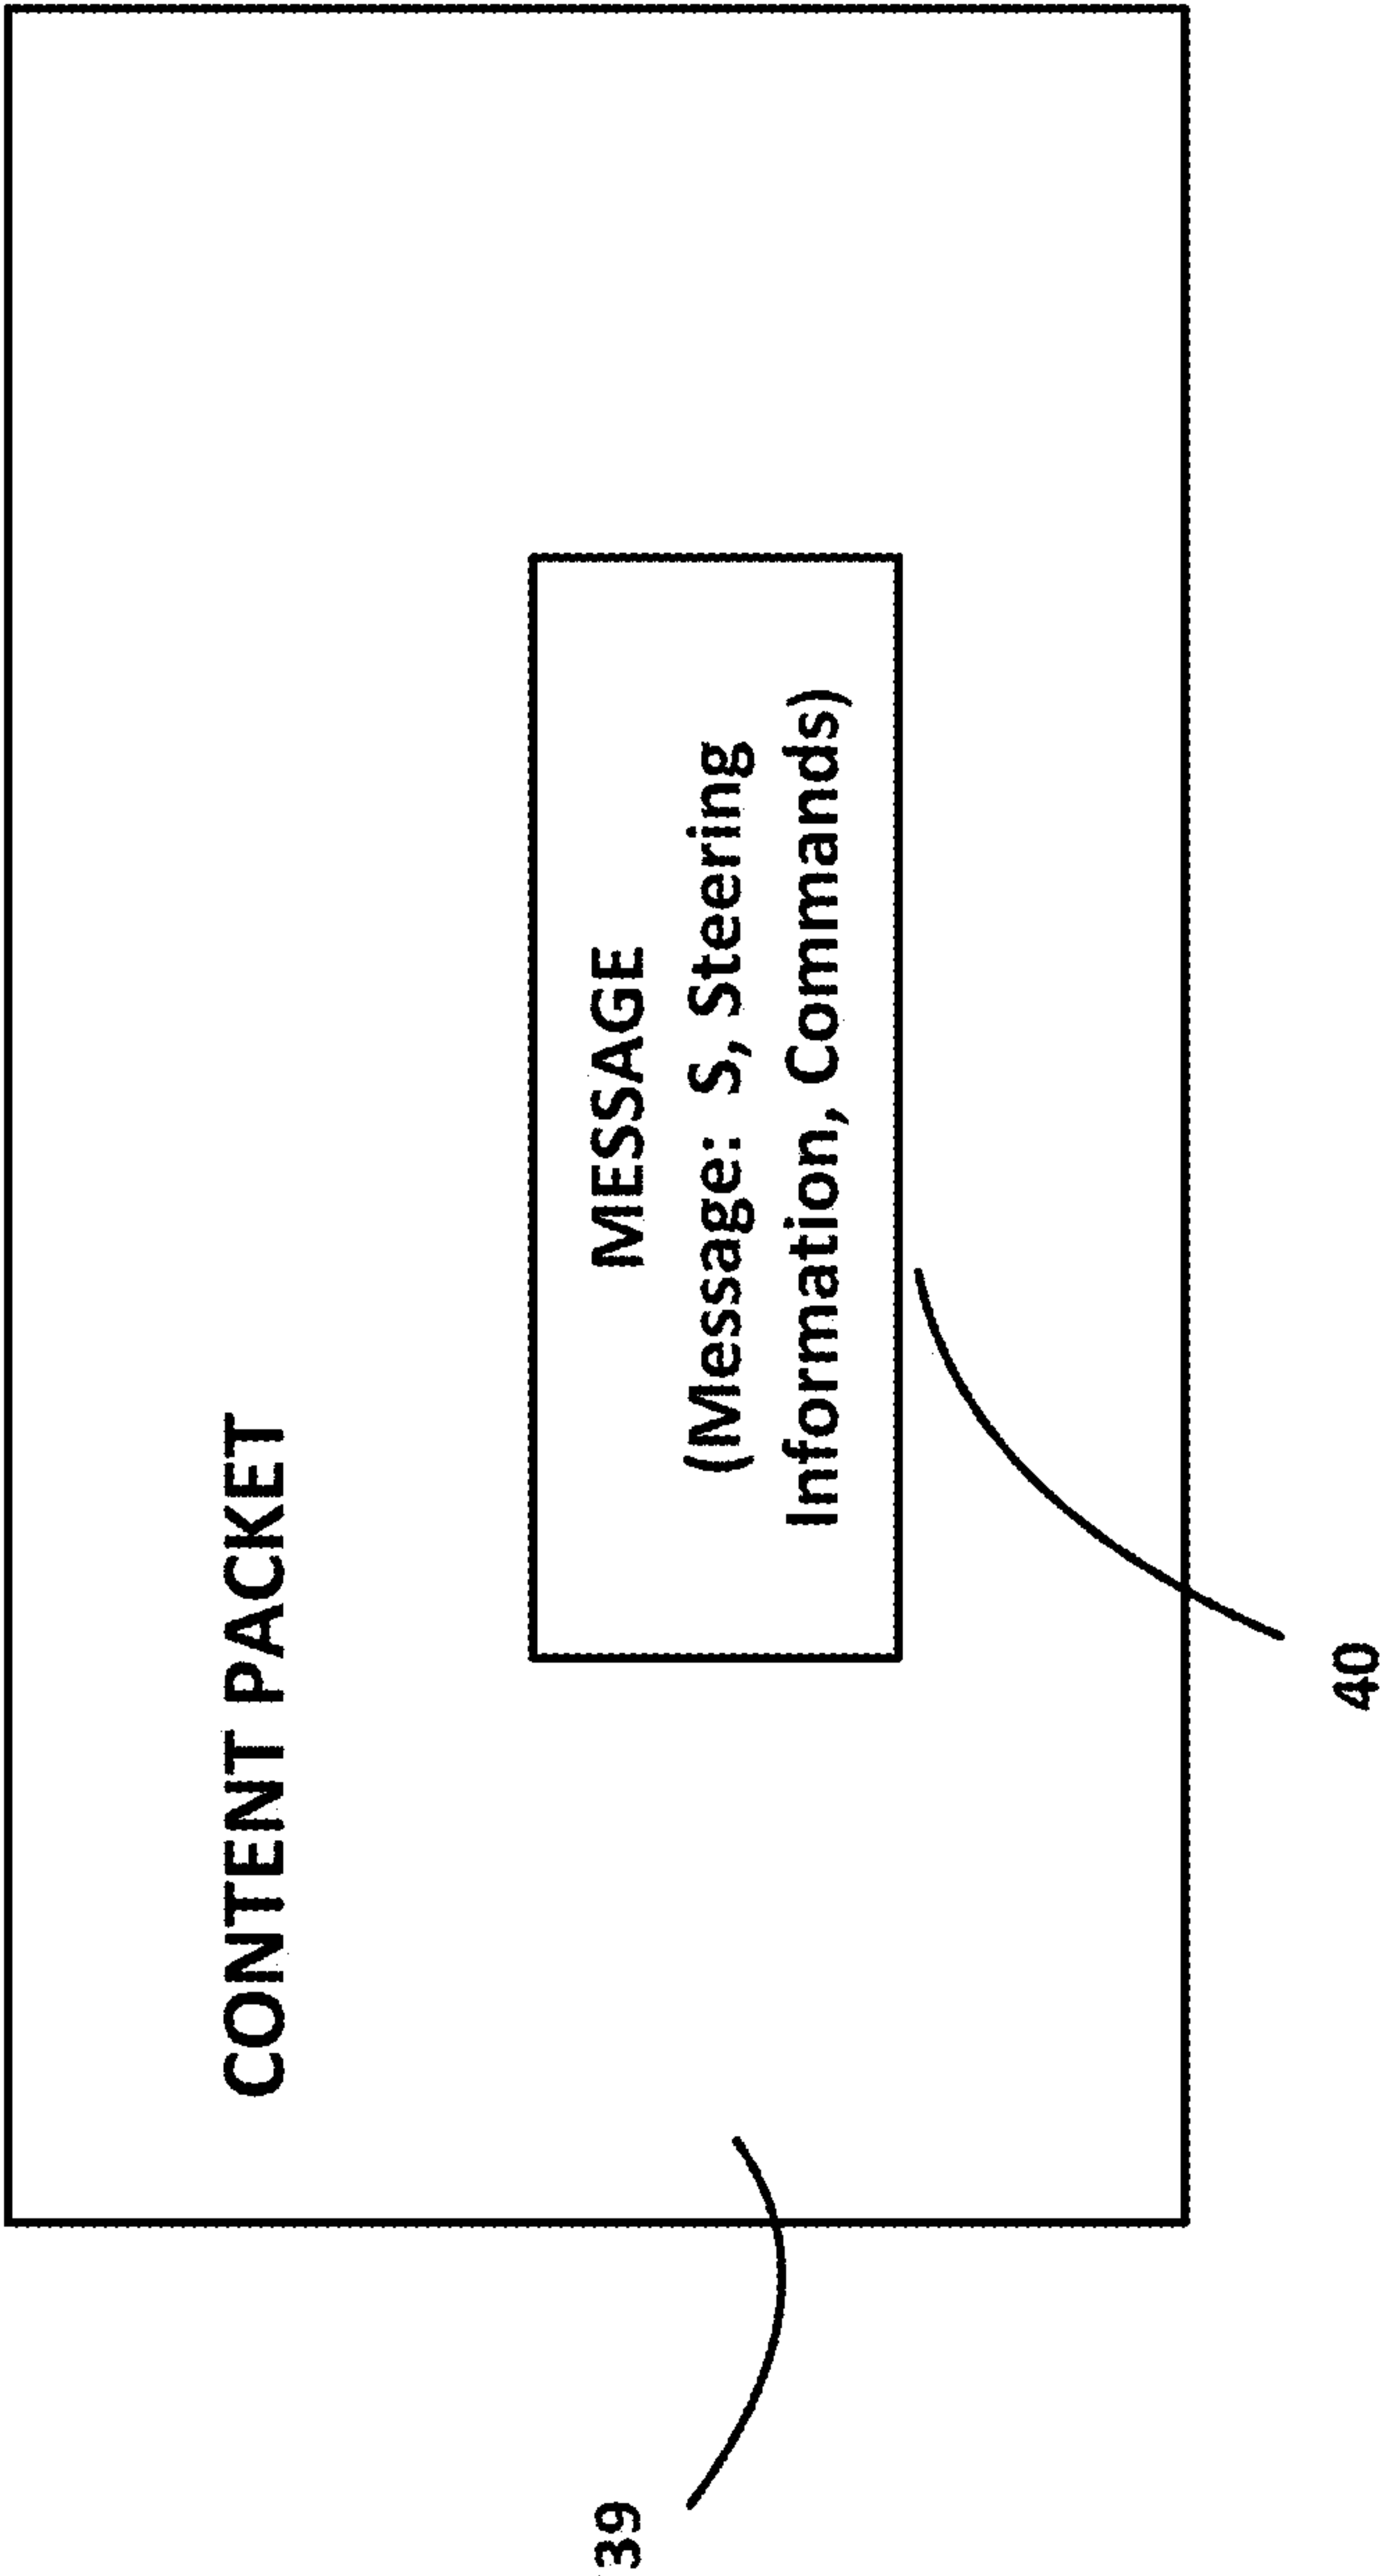 CONTENT PACKET
MESSAGE
(Message: S, Steering
Information, Commands)
39
40